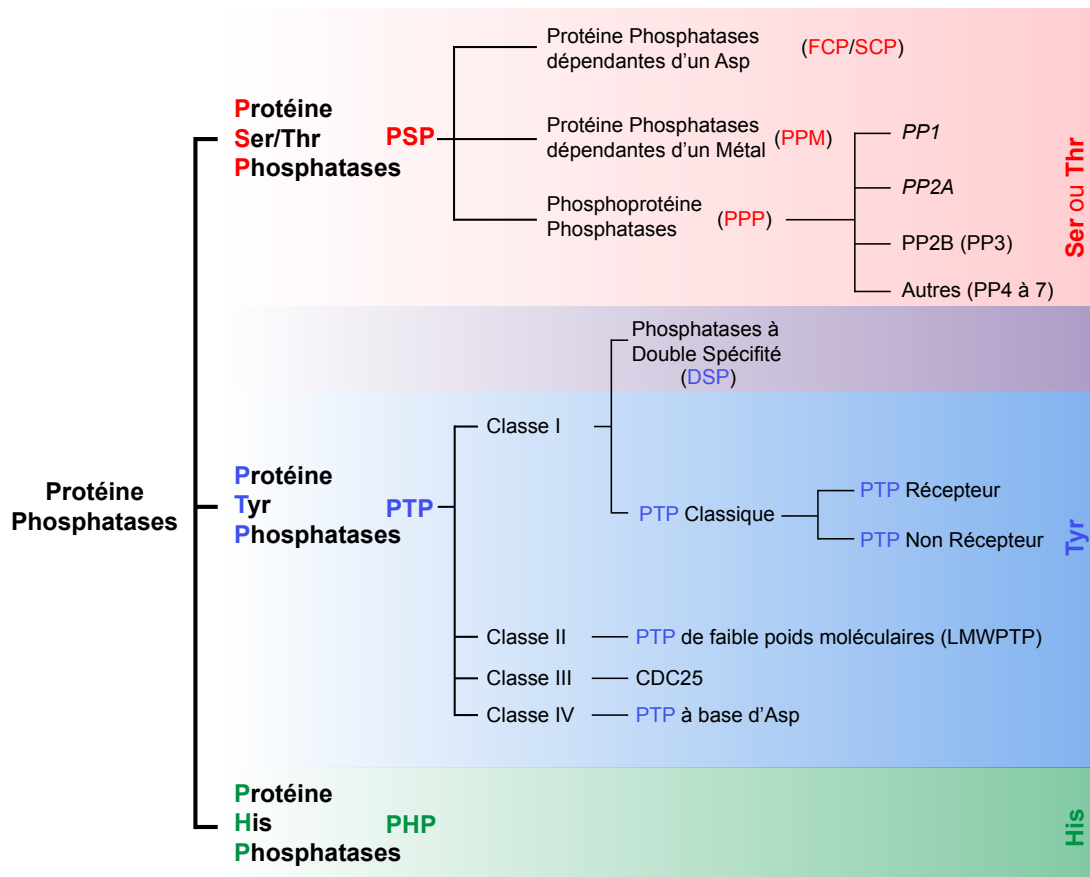 Protéine
Phosphatases
Protéine
Ser/Thr
Phosphatases
PSP
Protéine Phosphatases
dépendantes d'un Asp
(FCP/SCP)
Protéine Phosphatases
dépendantes d'un Métal
(PPM)
Phosphoprotéine
Phosphatases
(PPP)
PP1
PP2A
PP2B (PP3)
Autres (PP4 à 7)
Ser ou Thr
Protéine
Tyr
Phosphatases
PTP
Classe I
Phosphatases à
Double Spécifité
(DSP)
PTP Classique
PTP Récepteur
PTP Non Récepteur
Classe II
PTP de faible poids moléculaires (LMWPTP)
Classe III
CDC25
Classe IV
PTP à base d'Asp
Tyr
Protéine
His
Phosphatases
PHP
His